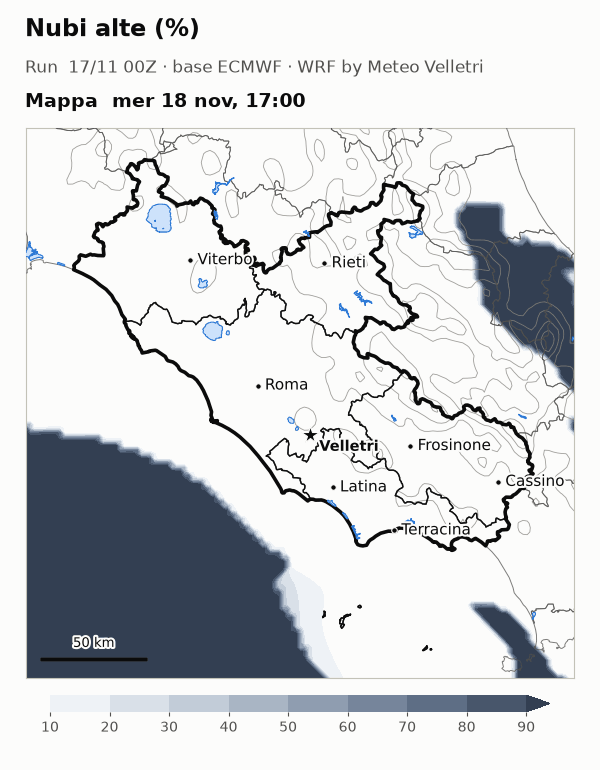 Nubi alte (%)
Run 17/11 00Z · base ECMWF · WRF by Meteo Velletri
Mappa mer 18 nov, 17:00
Viterbo
Rieti
Roma
Velletri
Frosinone
Latina
Cassino
Terracina
50 km
10 20 30 40 50 60 70 80 90